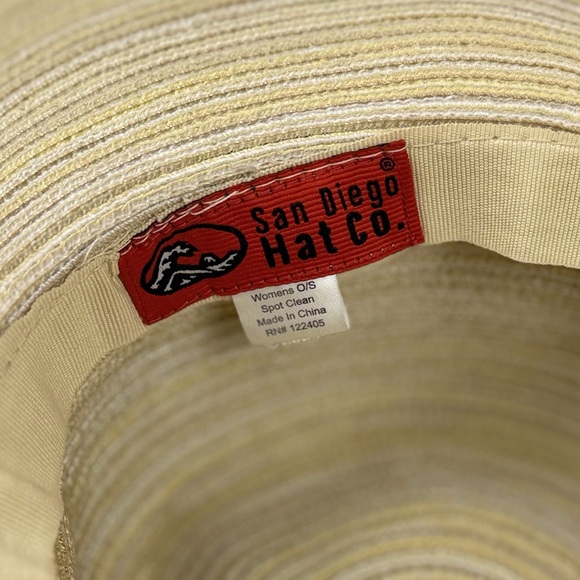 San Diego®
Hat Co.
Womens O/S
Spot Clean
Made in China
RN# 122405